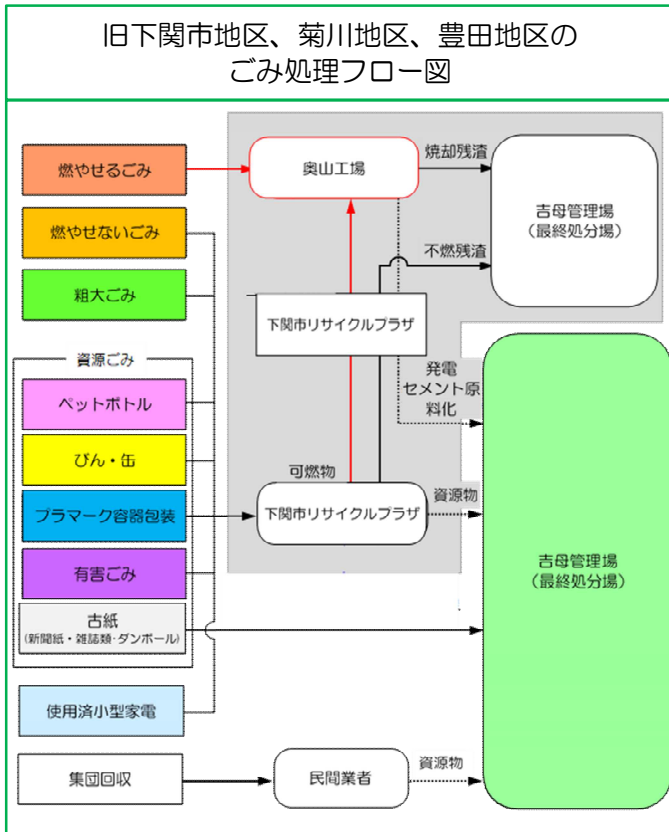 旧下関市地区、菊川地区、豊田地区の
ごみ処理フロー図
燃やせるごみ
燃やせないごみ
粗大ごみ
資源ごみ
ペットボトル
びん・缶
プラマーク容器包装
有害ごみ
古紙
(新聞紙・雑誌類・ダンボール)
使用済小型家電
集団回収
奥山工場
焼却残渣
吉母管理場
(最終処分場)
不燃残渣
下関市リサイクルプラザ
発電
セメント原
料化
可燃物
下関市リサイクルプラザ
資源物
吉母管理場
(最終処分場)
民間業者
資源物